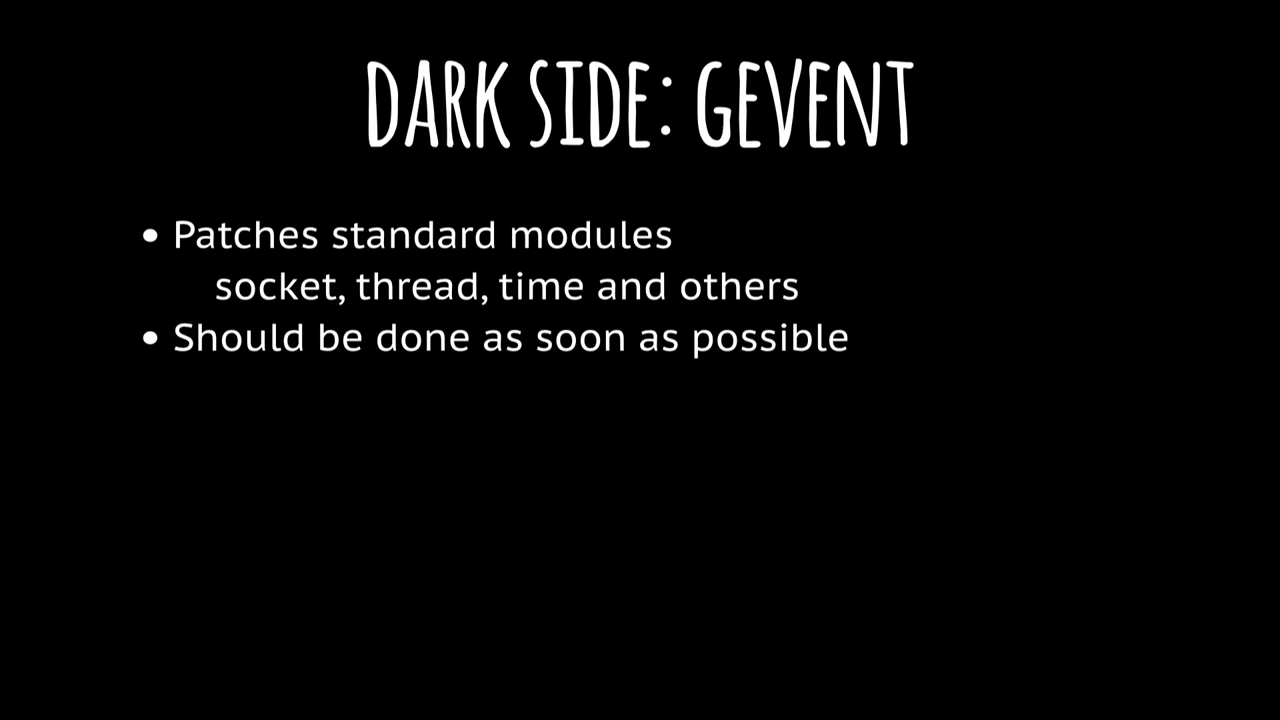 DARK SIDE: GEVENT
• Patches standard modules
socket, thread, time and others
• Should be done as soon as possible